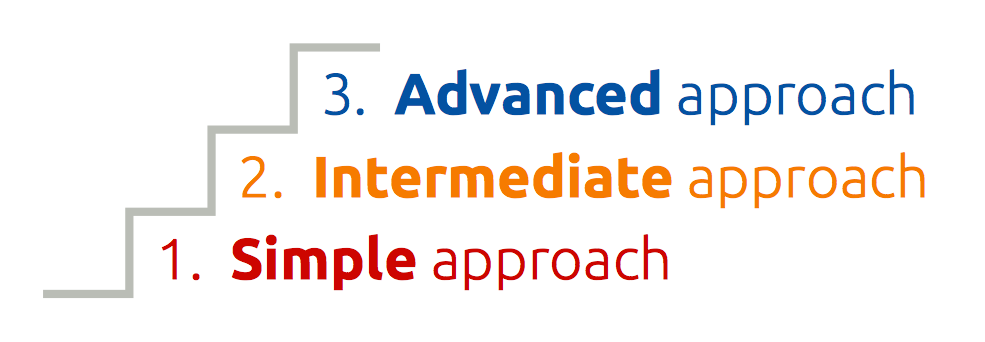 3. Advanced approach
2. Intermediate approach
1. Simple approach